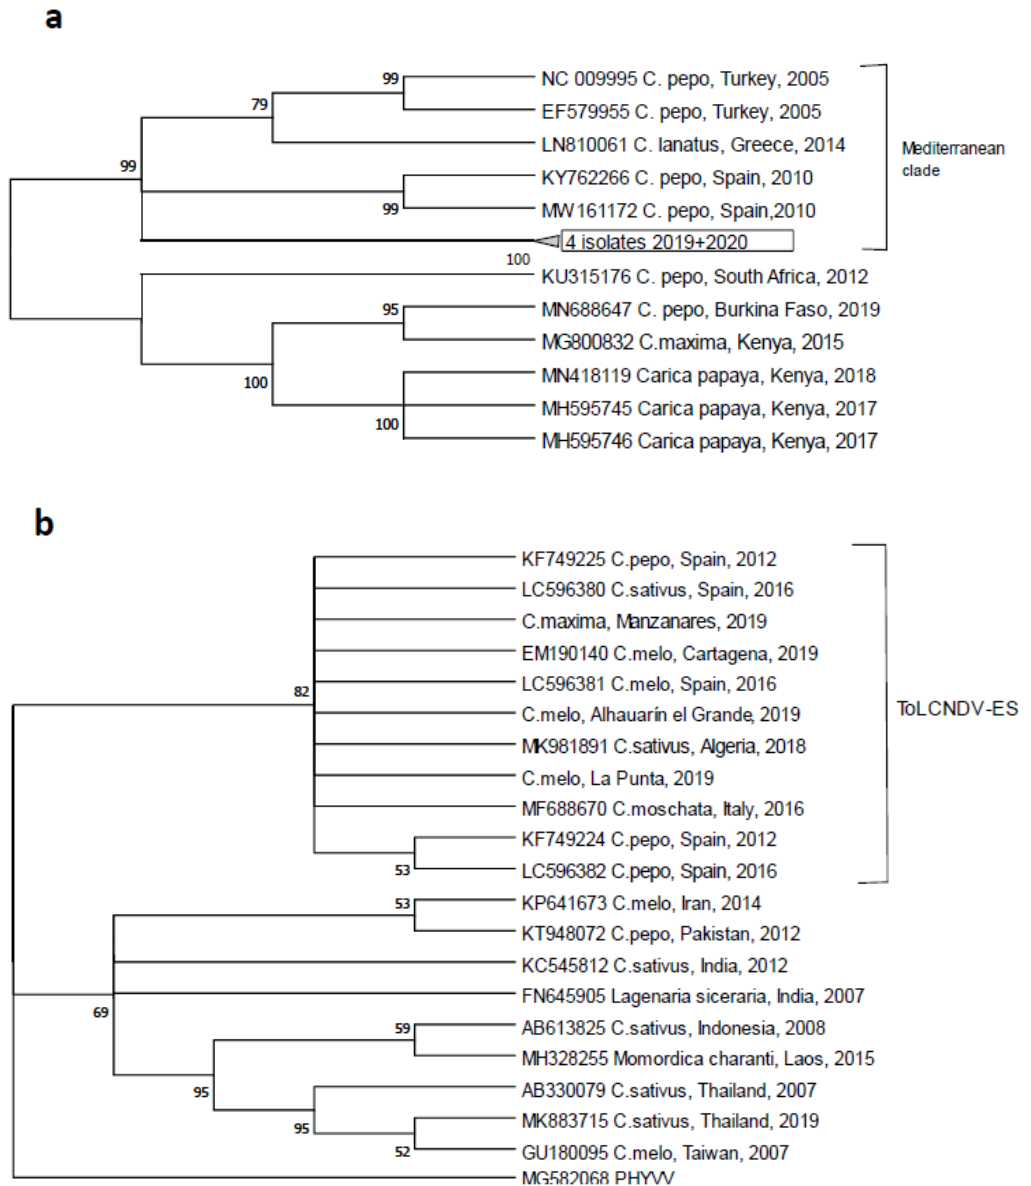 a
99
NC 009995 C. pepo, Turkey, 2005
79
EF579955 C. pepo, Turkey, 2005
LN810061 C. lanatus, Greece, 2014
Mediterranean
clade
99
KY762266 C. pepo, Spain, 2010
99
MW161172 C. pepo, Spain,2010
4 isolates 2019+2020
100
KU315176 C. pepo, South Africa, 2012
95
MN688647 C. pepo, Burkina Faso, 2019
MG800832 C.maxima, Kenya, 2015
100
MN418119 Carica papaya, Kenya, 2018
MH595745 Carica papaya, Kenya, 2017
100
MH595746 Carica papaya, Kenya, 2017
b
KF749225 C.pepo, Spain, 2012
LC596380 C.sativus, Spain, 2016
C.maxima, Manzanares, 2019
EM190140 C.melo, Cartagena, 2019
82
LC596381 C.melo, Spain, 2016
ToLCNDV-ES
C.melo, Alhauarín el Grande, 2019
MK981891 C.sativus, Algeria, 2018
C.melo, La Punta, 2019
MF688670 C.moschata, Italy, 2016
KF749224 C.pepo, Spain, 2012
53
LC596382 C.pepo, Spain, 2016
53
KP641673 C.melo, Iran, 2014
KT948072 C.pepo, Pakistan, 2012
KC545812 C.sativus, India, 2012
69
FN645905 Lagenaria siceraria, India, 2007
59
AB613825 C.sativus, Indonesia, 2008
MH328255 Momordica charanti, Laos, 2015
95
AB330079 C.sativus, Thailand, 2007
95
MK883715 C.sativus, Thailand, 2019
52
GU180095 C.melo, Taiwan, 2007
MG582068 PHYVV